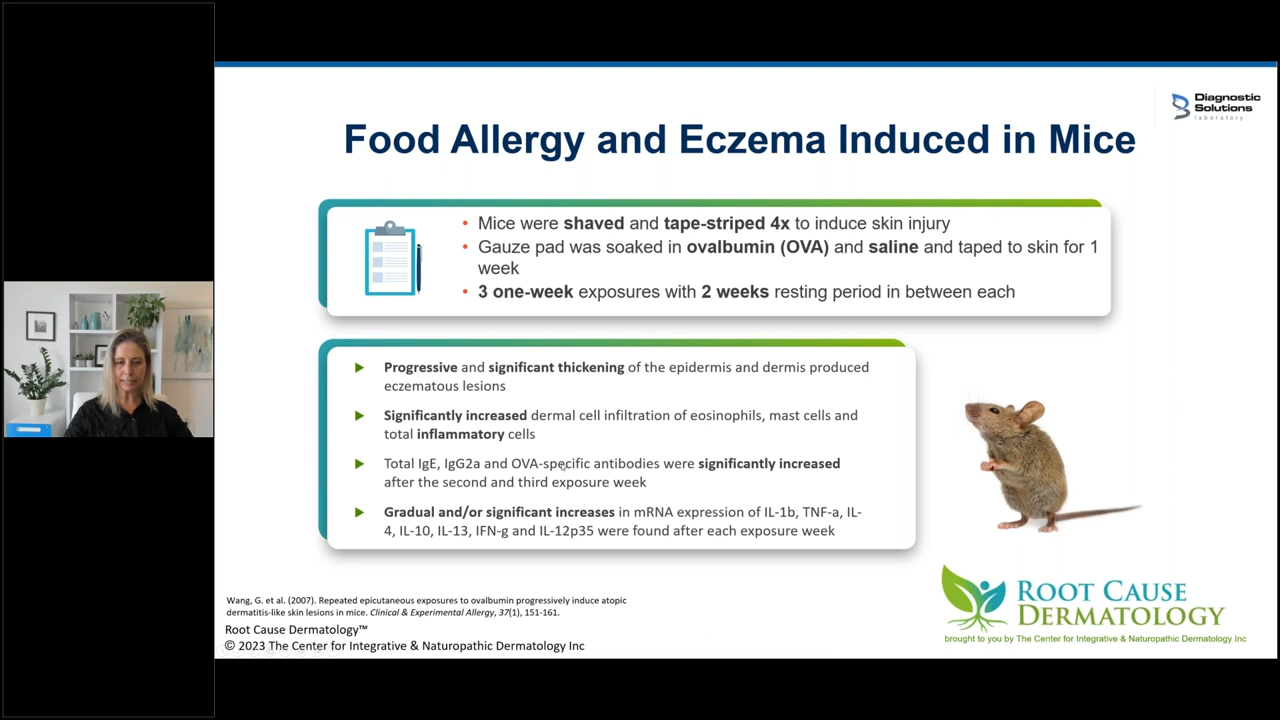 Diagnostic
Solutions
laboratory
Food Allergy and Eczema Induced in Mice
• Mice were shaved and tape-striped 4x to induce skin injury
• Gauze pad was soaked in ovalbumin (OVA) and saline and taped to skin for 1
week
• 3 one-week exposures with 2 weeks resting period in between each
Progressive and significant thickening of the epidermis and dermis produced
eczematous lesions
Significantly increased dermal cell infiltration of eosinophils, mast cells and
total inflammatory cells
Total IgE, IgG2a and OVA-specific antibodies were significantly increased
after the second and third exposure week
Gradual and/or significant increases in mRNA expression of IL-1b, TNF-a, IL-
4, IL-10, IL-13, IFN-g and IL-12p35 were found after each exposure week
Wang, G. et al. (2007). Repeated epicutaneous exposures to ovalbumin progressively induce atopic
dermatitis-like skin lesions in mice. Clinical & Experimental Allergy, 37(1), 151-161.
Root Cause Dermatology™
© 2023 The Center for Integrative & Naturopathic Dermatology Inc
ROOT CAUSE
DERMATOLOGY
brought to you by The Center for Integrative & Naturopathic Dermatology Inc